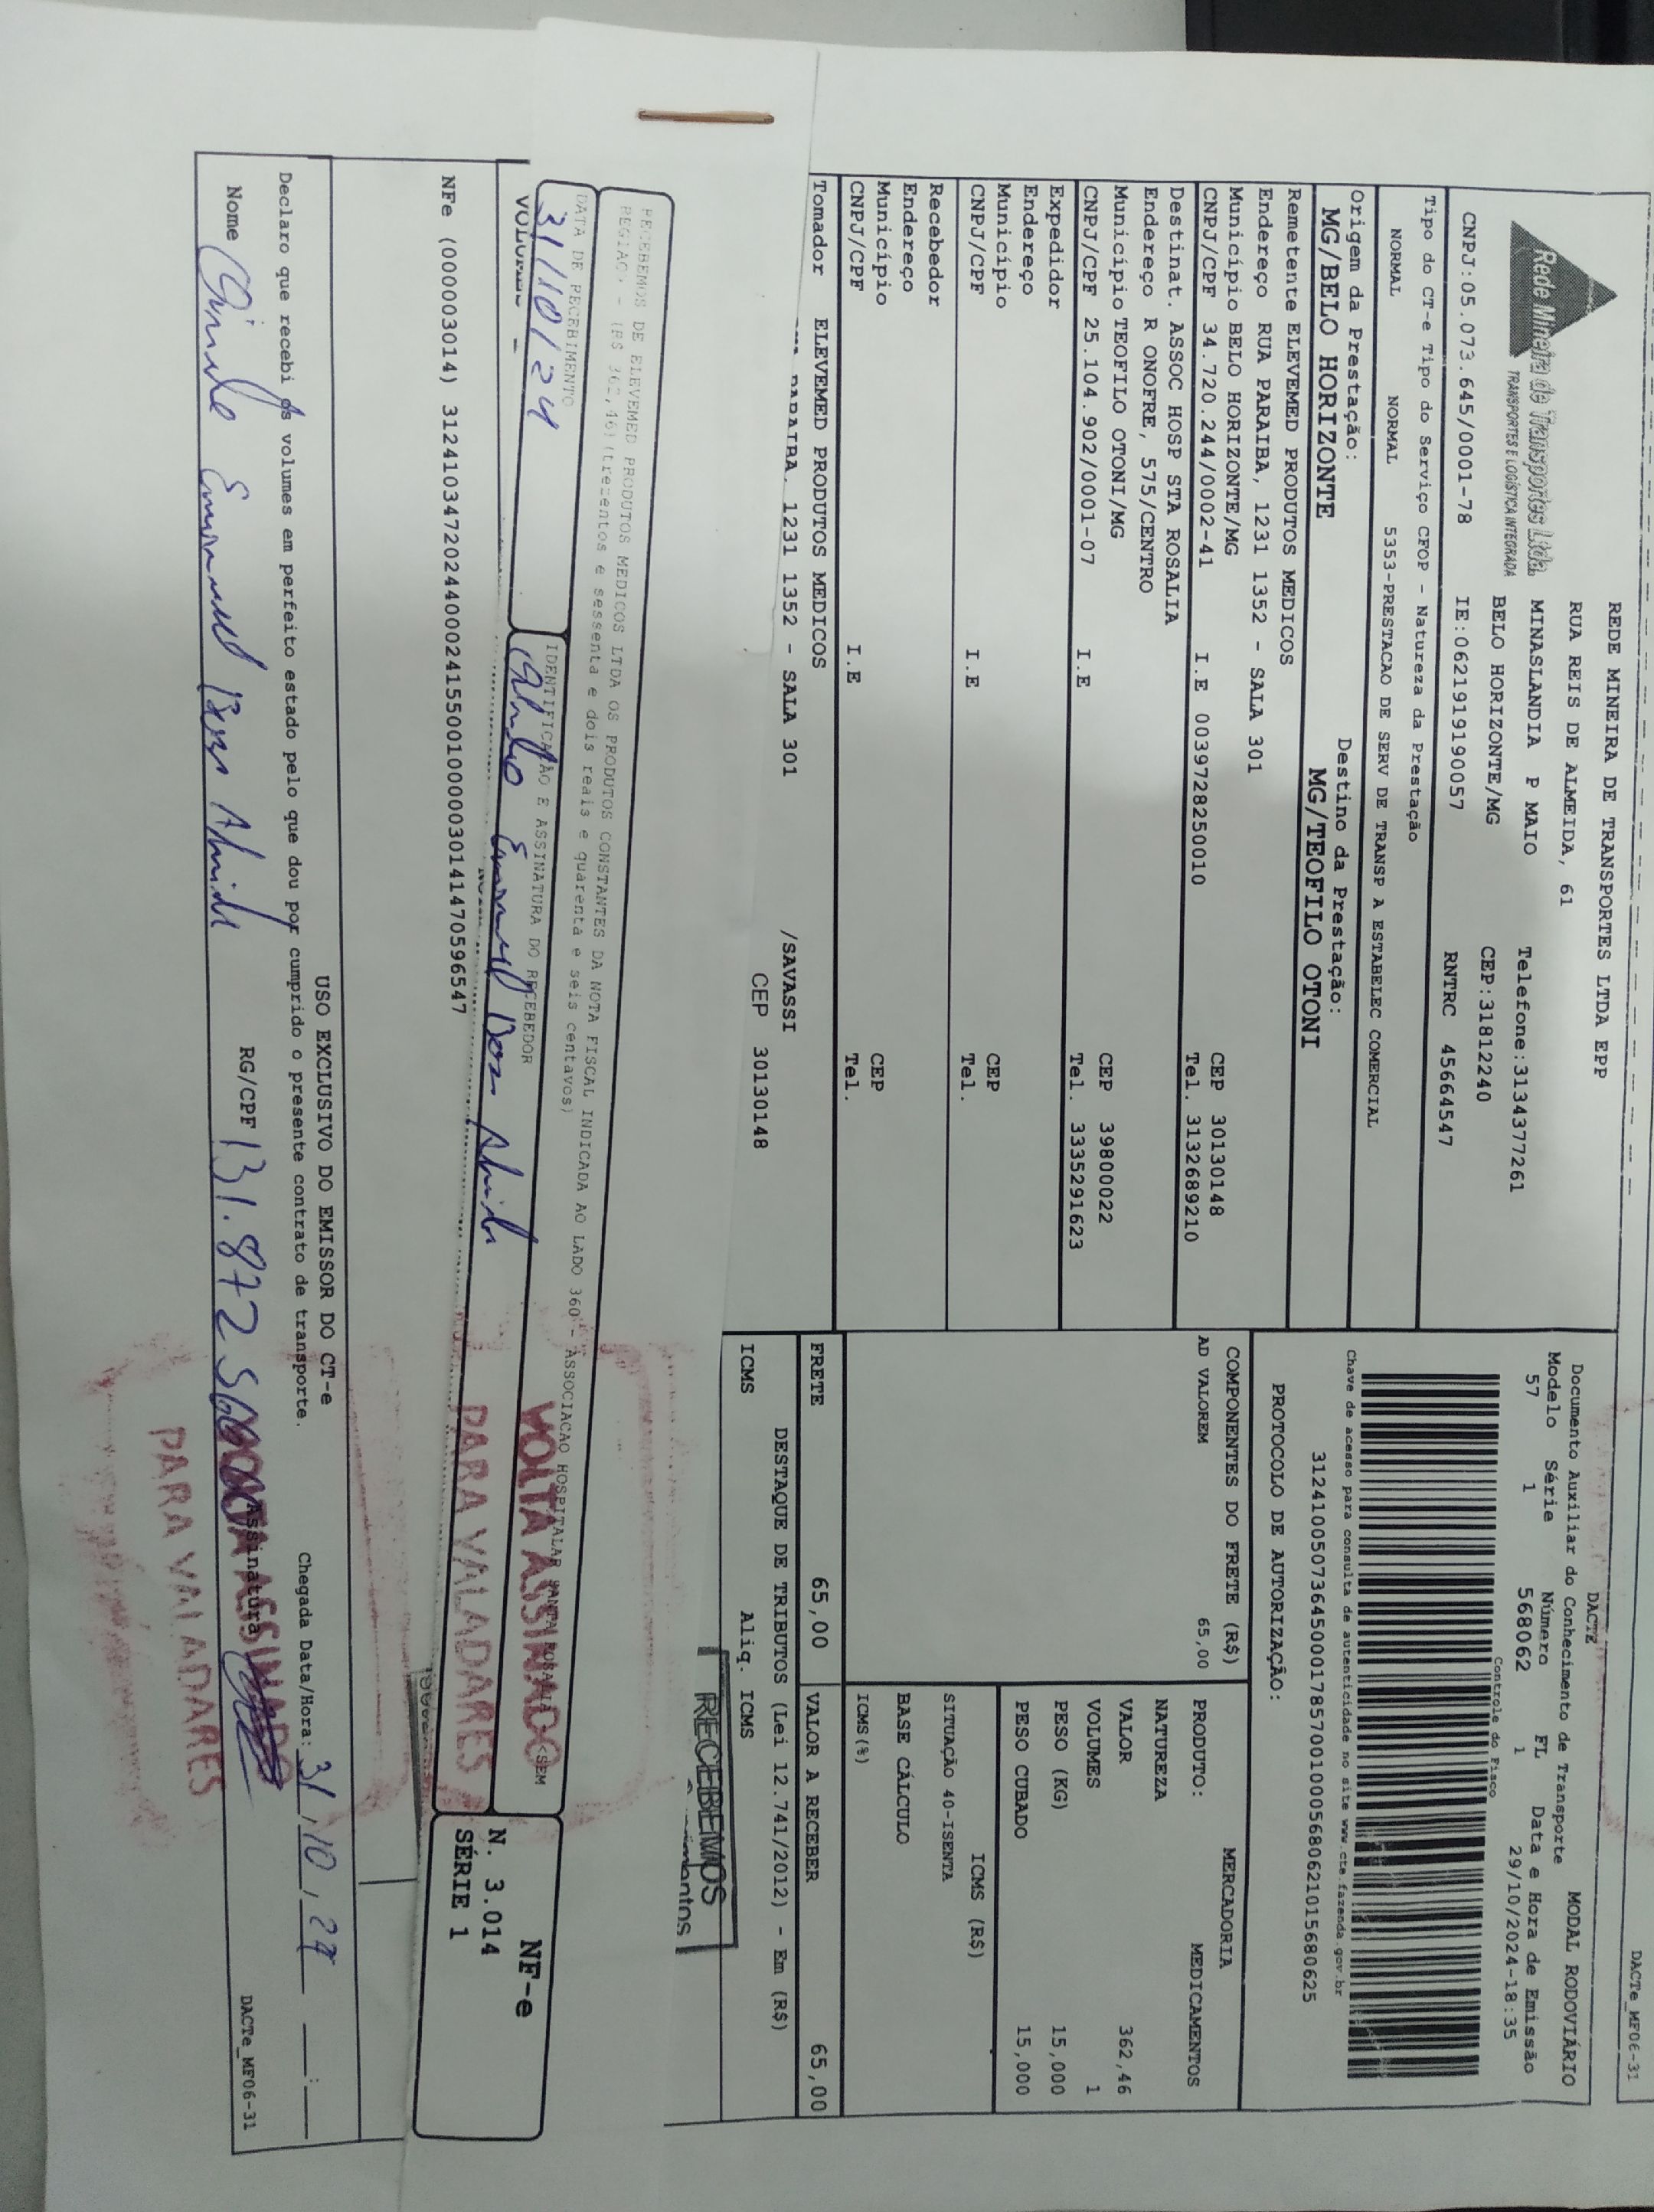 DACTe_MF06-31
Rede Mineira de Transportes Ltda.
TRANSPORTES E LOGÍSTICA INTEGRADA
REDE MINEIRA DE TRANSPORTES LTDA EPP
RUA REIS DE ALMEIDA, 61
MINASLANDIA P MAIO Telefone:3134377261
BELO HORIZONTE/MG CEP:31812240
CNPJ:05.073.645/0001-78 IE:0621919190057 RNTRC 45664547
DACTE
Documento Auxiliar do Conhecimento de Transporte MODAL RODOVIÁRIO
Modelo Série Número FL Data e Hora de Emissão
57 1 568062 1 29/10/2024-18:35
Controle do Fisco
Chave de acesso para consulta de autenticidade no site www.cte.fazenda.gov.br
31241005073645000178570010005680621015680625
PROTOCOLO DE AUTORIZAÇÃO:
Tipo do CT-e Tipo do Serviço CFOP - Natureza da Prestação
NORMAL NORMAL 5353-PRESTACAO DE SERV DE TRANSP A ESTABELEC COMERCIAL
Origem da Prestação: Destino da Prestação:
MG/BELO HORIZONTE MG/TEOFILO OTONI
Remetente ELEVEMED PRODUTOS MEDICOS
Endereço RUA PARAIBA, 1231 1352 - SALA 301
Município BELO HORIZONTE/MG CEP 30130148
CNPJ/CPF 34.720.244/0002-41 I.E 0039728250010 Tel. 3132689210
Destinat. ASSOC HOSP STA ROSALIA
Endereço R ONOFRE, 575/CENTRO
Município TEOFILO OTONI/MG CEP 39800022
CNPJ/CPF 25.104.902/0001-07 I.E Tel. 3335291623
Expedidor
Endereço
Município CEP
CNPJ/CPF I.E Tel.
Recebedor
Endereço
Município CEP
CNPJ/CPF I.E Tel.
Tomador ELEVEMED PRODUTOS MEDICOS
PARAIBA, 1231 1352 - SALA 301 /SAVASSI
CEP 30130148
COMPONENTES DO FRETE (R$)
AD VALOREM 65,00
MERCADORIA
PRODUTO: MEDICAMENTOS
NATUREZA
VALOR 362,46
VOLUMES 1
PESO (KG) 15,000
PESO CUBADO 15,000
ICMS (R$)
SITUAÇÃO 40-ISENTA
BASE CÁLCULO
ICMS(%)
FRETE 65,00 VALOR A RECEBER 65,00
DESTAQUE DE TRIBUTOS (Lei 12.741/2012) - Em (R$)
ICMS Aliq. ICMS
RECEBEMOS
RECEBEMOS DE ELEVEMED PRODUTOS MEDICOS LTDA OS PRODUTOS CONSTANTES DA NOTA FISCAL INDICADA AO LADO 360 - ASSOCIACAO HOSPITALAR SANTA ROSALIA <SEM
REGIAO> - (R$ 362,46)(trezentos e sessenta e dois reais e quarenta e seis centavos)
DATA DE RECEBIMENTO IDENTIFICAÇÃO E ASSINATURA DO RECEBEDOR
31/10/24
VOLTA ASSINADO
PARA VALADARES
NF-e
N. 3.014
SÉRIE 1
NFe (000003014) 31241034720244000241550010000030141470596547
USO EXCLUSIVO DO EMISSOR DO CT-e
Declaro que recebi os volumes em perfeito estado pelo que dou por cumprido o presente contrato de transporte. Chegada Data/Hora: 31/10/24
Nome RG/CPF Assinatura
VOLTA ASSINADO
PARA VALADARES
DACTe_MF06-31